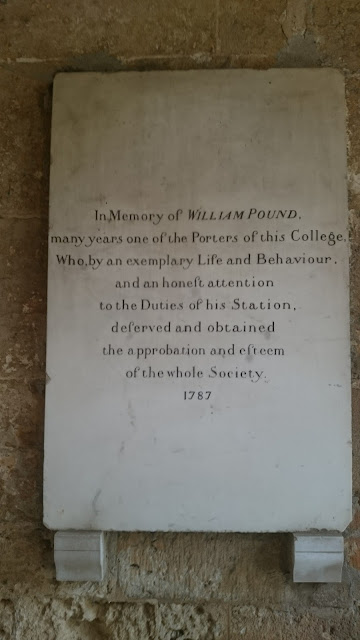 In Memory of WILLIAM POUND,
many years one of the Porters of this College,
Who, by an exemplary Life and Behaviour,
and an honeſt attention
to the Duties of his Station,
deſerved and obtained
the approbation and eſteem
of the whole Society.
1787